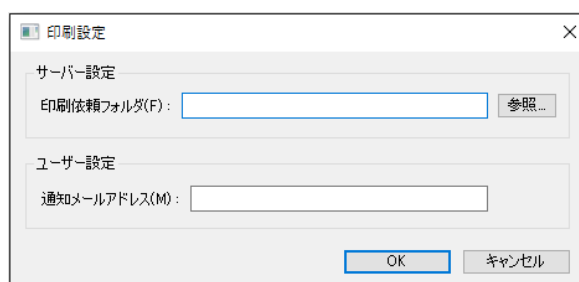 印刷設定
サーバー設定
印刷依頼フォルダ(F) : 参照...
ユーザー設定
通知メールアドレス(M) :
OK キャンセル